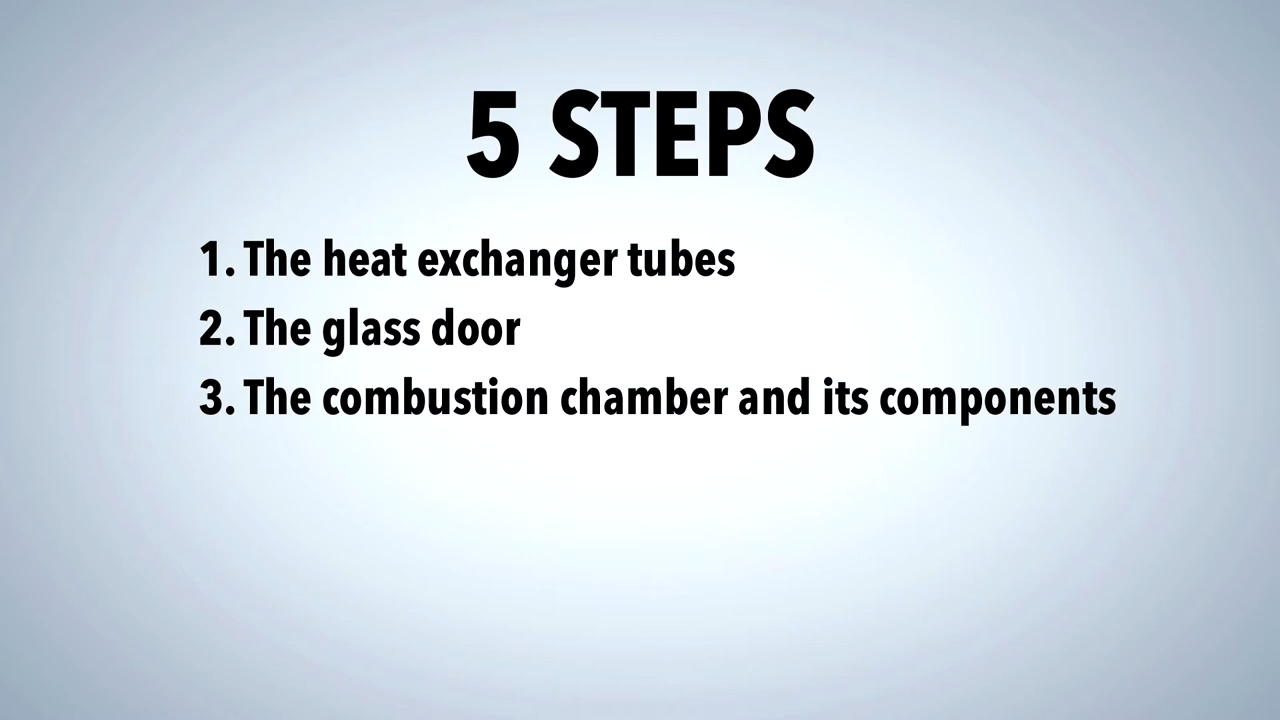 5 STEPS
1. The heat exchanger tubes
2. The glass door
3. The combustion chamber and its components